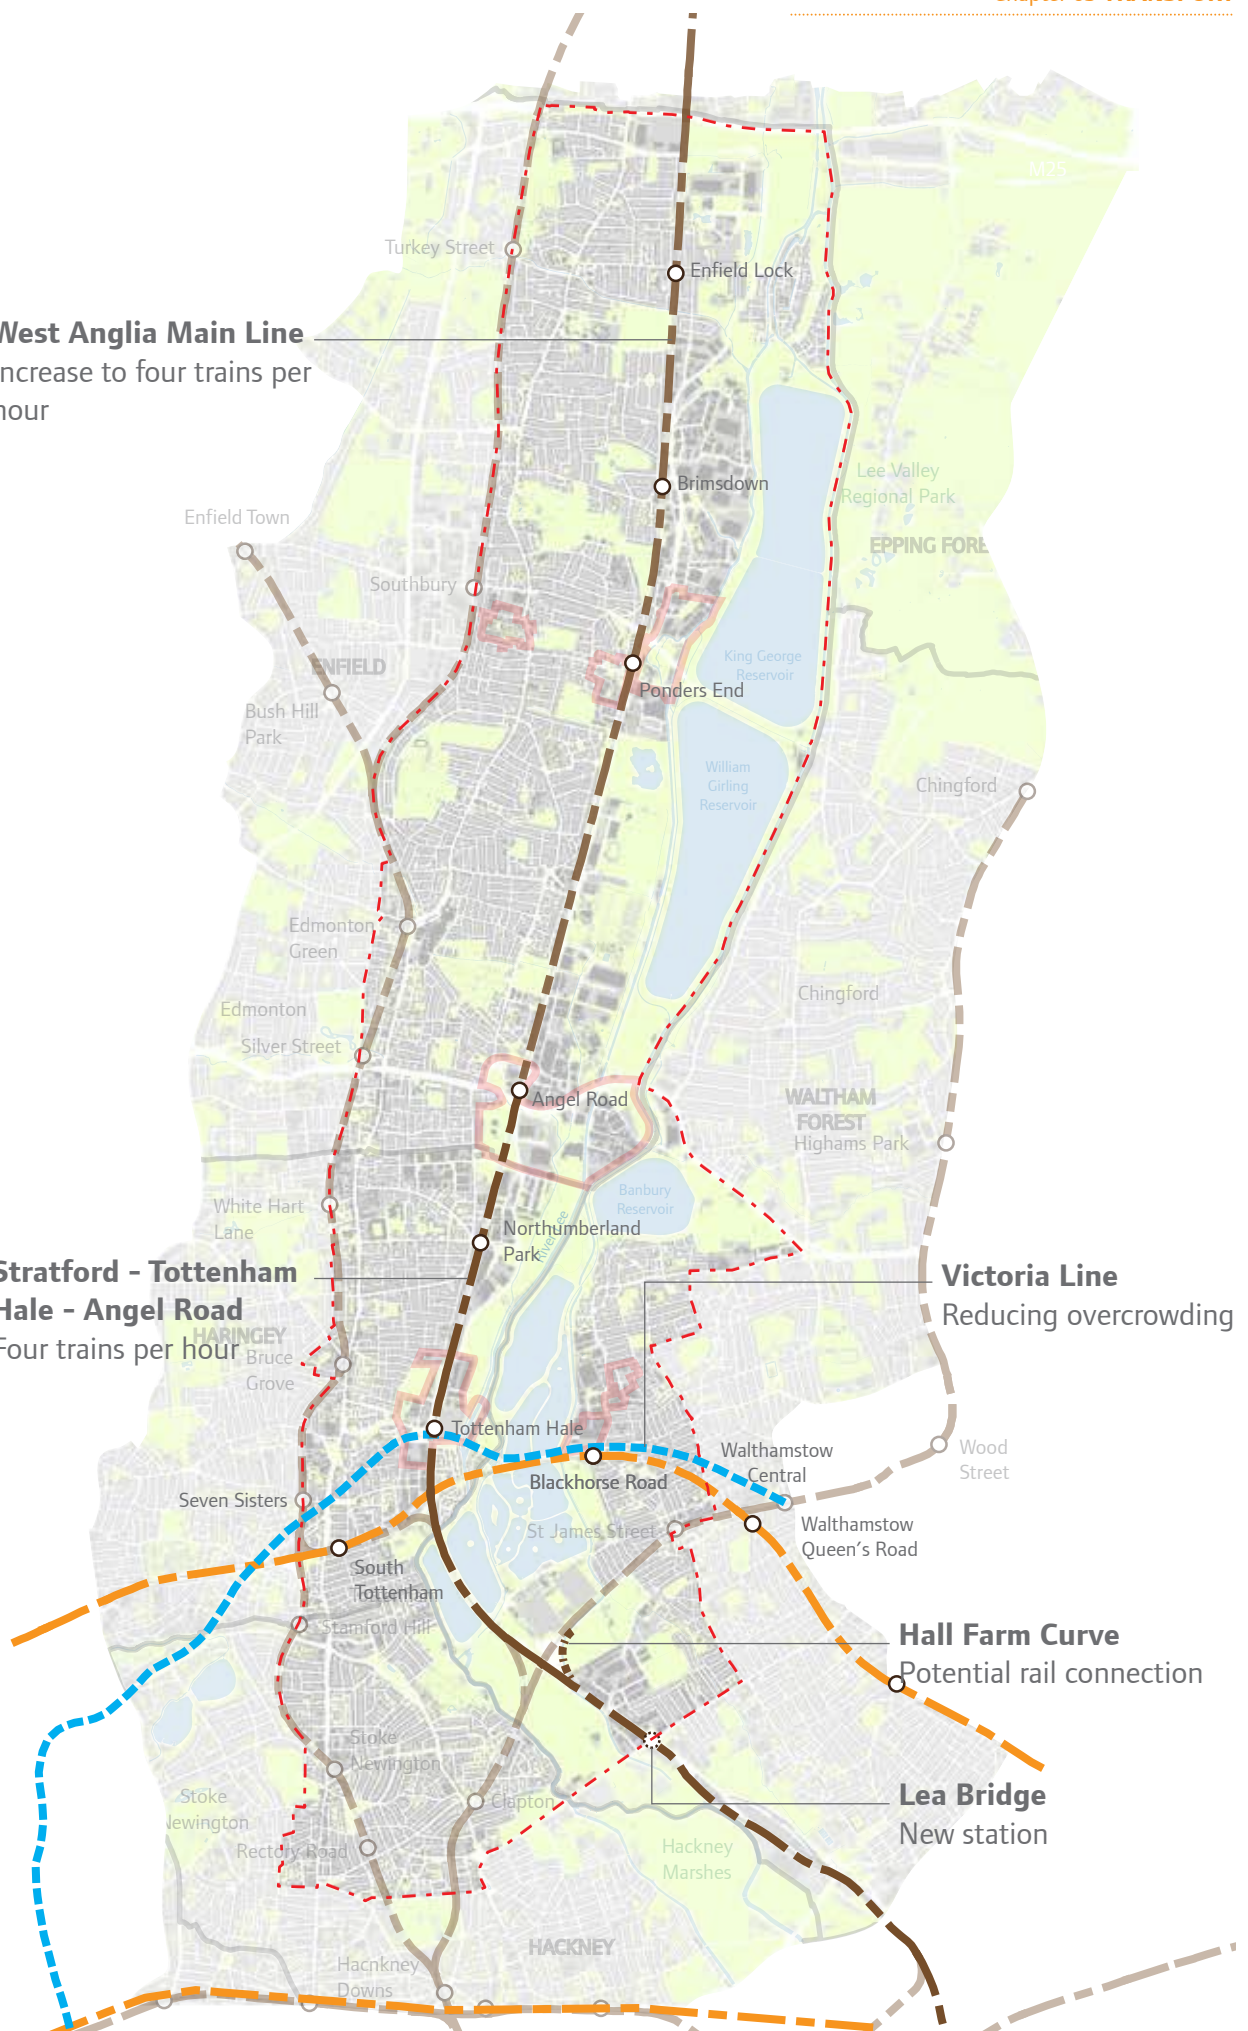 M25
Turkey Street
Enfield Lock
West Anglia Main Line
increase to four trains per
hour
Brimsdown
Lee Valley
Regional Park
Enfield Town
EPPING FORE
Southbury
King George
Reservoir
ENFIELD
Ponders End
Bush Hill
Park
William
Girling
Reservoir
Chingford
Edmonton
Green
Chingford
Edmonton
Silver Street
Angel Road
WALTHAM
FOREST
Highams Park
Banbury
Reservoir
White Hart
Lane
Northumberland
Park
River Lee
Stratford - Tottenham
Hale - Angel Road
Four trains per hour
Victoria Line
Reducing overcrowding
HARINGEY
Bruce
Grove
Tottenham Hale
Walthamstow
Central
Wood
Street
Blackhorse Road
Seven Sisters
St James Street
Walthamstow
Queen's Road
South
Tottenham
Stamford Hill
Hall Farm Curve
Potential rail connection
Stoke
Newington
Stoke
Newington
Clapton
Lea Bridge
New station
Rectory Road
Hackney
Marshes
HACKNEY
Hacnkney
Downs